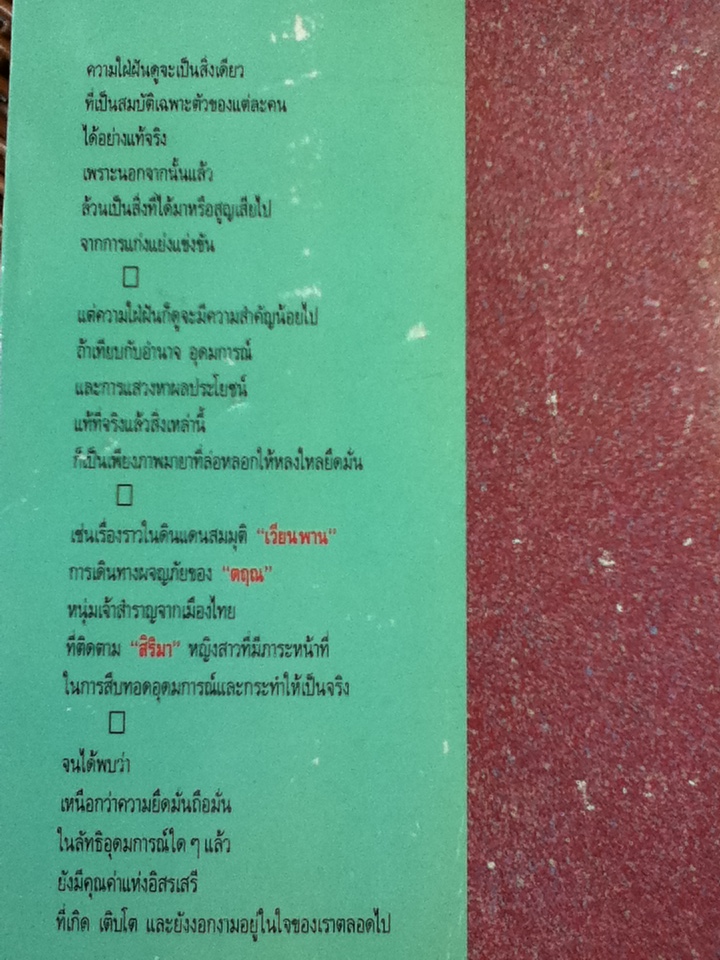 ความใฝ่ฝันดูจะเป็นสิ่งเดียว
ที่เป็นสมบัติเฉพาะตัวของแต่ละคน
ได้อย่างแท้จริง
เพราะนอกจากนั้นแล้ว
ล้วนเป็นสิ่งที่ได้มาหรือสูญเสียไป
จากการแก่งแย่งแข่งขัน
แต่ความใฝ่ฝันก็ดูจะมีความสำคัญน้อยไป
ถ้าเทียบกับอำนาจ อุดมการณ์
และการแสวงหาผลประโยชน์
แท้ที่จริงแล้วสิ่งเหล่านี้
ก็เป็นเพียงภาพมายาที่ล่อหลอกให้หลงใหลยึดมั่น
เช่นเรื่องราวในดินแดนสมมุติ “เวียนพาน”
การเดินทางผจญภัยของ “ตฤณ”
หนุ่มเจ้าสำราญจากเมืองไทย
ที่ติดตาม “สิริมา” หญิงสาวที่มีภาระหน้าที่
ในการสืบทอดอุดมการณ์และกระทำให้เป็นจริง
จนได้พบว่า
เหนือกว่าความยึดมั่นถือมั่น
ในลัทธิอุดมการณ์ใด ๆ แล้ว
ยังมีคุณค่าแห่งอิสรเสรี
ที่เกิด เติบโต และยังงอกงามอยู่ในใจของเราตลอดไป